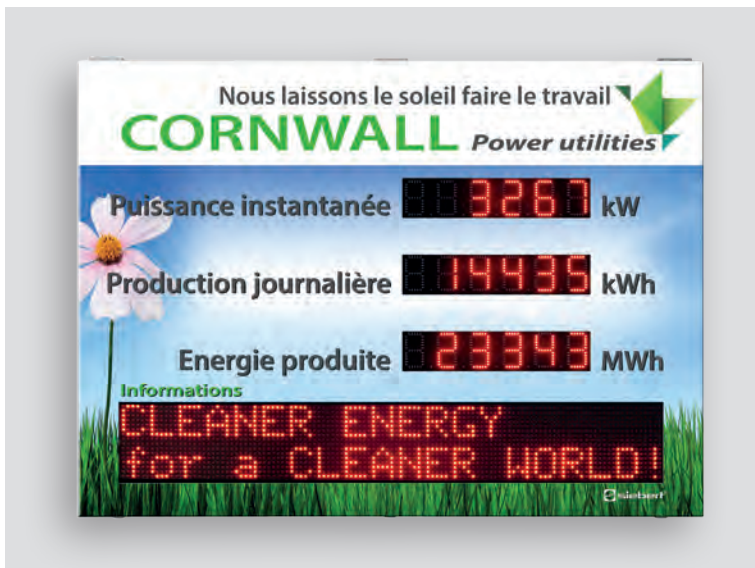 Nous laissons le soleil faire le travail
CORNWALL Power utilities
Puissance instantanée 3267 kW
Production journalière 14435 kWh
Energie produite 23343 MWh
Informations
CLEANER ENERGY
for a CLEANER WORLD!
siebert